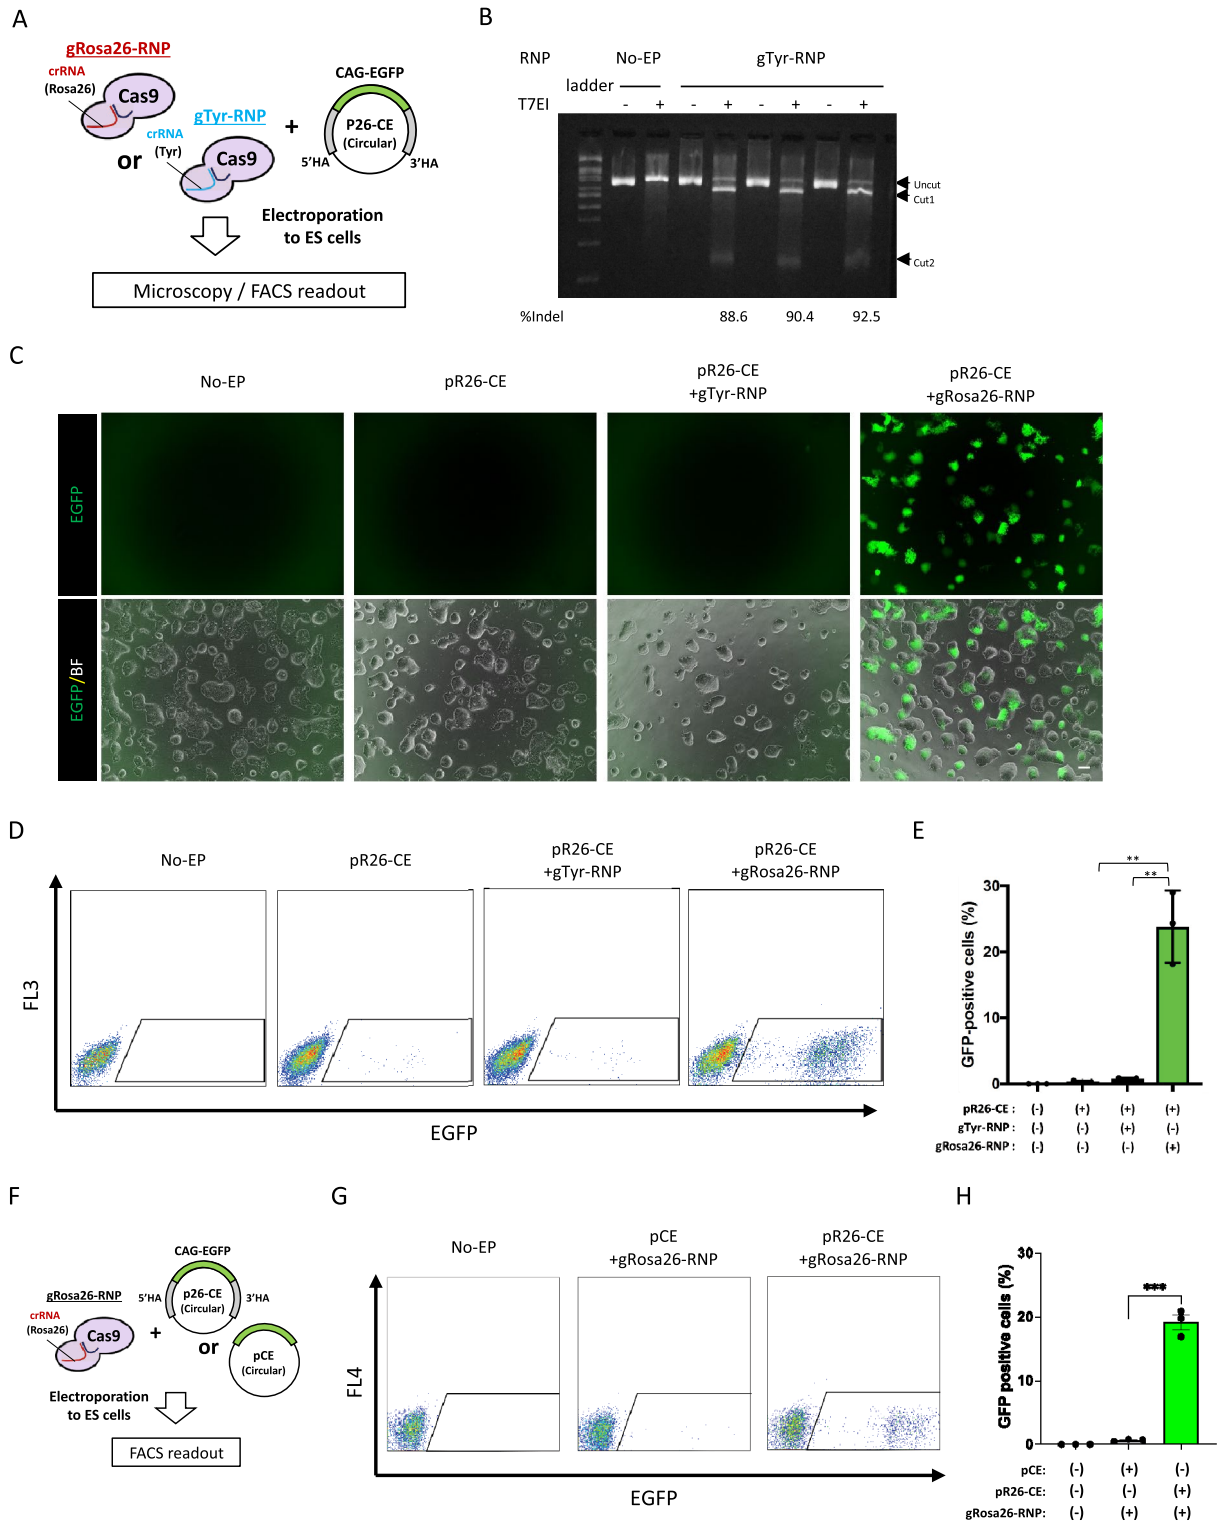 A
gRosa26-RNP
crRNA
(Rosa26)
Cas9
or
gTyr-RNP
crRNA
(Tyr)
Cas9
+
CAG-EGFP
P26-CE
(Circular)
5'HA
3'HA
Electroporation
to ES cells
Microscopy / FACS readout
B
RNP No-EP gTyr-RNP
ladder
T7EI - + - + - + - +
Uncut
Cut1
Cut2
%Indel 88.6 90.4 92.5
C
No-EP
pR26-CE
pR26-CE
+gTyr-RNP
pR26-CE
+gRosa26-RNP
EGFP
EGFP/BF
D
No-EP
pR26-CE
pR26-CE
+gTyr-RNP
pR26-CE
+gRosa26-RNP
FL3
EGFP
E
**
**
GFP-positive cells (%)
30
20
10
0
pR26-CE : (-) (+) (+) (+)
gTyr-RNP : (-) (-) (+) (-)
gRosa26-RNP : (-) (-) (-) (+)
F
gRosa26-RNP
crRNA
(Rosa26)
Cas9
+
CAG-EGFP
5'HA
3'HA
p26-CE
(Circular)
or
pCE
(Circular)
Electroporation
to ES cells
FACS readout
G
No-EP
pCE
+gRosa26-RNP
pR26-CE
+gRosa26-RNP
FL4
EGFP
H
***
GFP positive cells (%)
30
20
10
0
pCE: (-) (+) (-)
pR26-CE: (-) (-) (+)
gRosa26-RNP: (-) (+) (+)